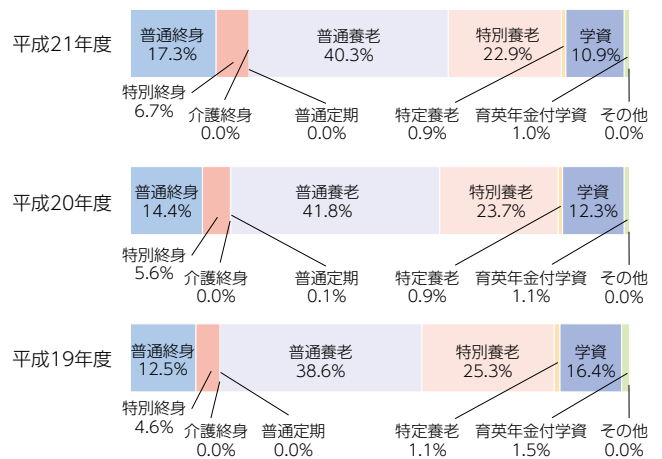 平成21年度
普通終身
17.3%
普通養老
40.3%
特別養老
22.9%
学資
10.9%
特別終身
6.7%
介護終身
0.0%
普通定期
0.0%
特定養老
0.9%
育英年金付学資
1.0%
その他
0.0%
平成20年度
普通終身
14.4%
普通養老
41.8%
特別養老
23.7%
学資
12.3%
特別終身
5.6%
介護終身
0.0%
普通定期
0.1%
特定養老
0.9%
育英年金付学資
1.1%
その他
0.0%
平成19年度
普通終身
12.5%
普通養老
38.6%
特別養老
25.3%
学資
16.4%
特別終身
4.6%
介護終身
0.0%
普通定期
0.0%
特定養老
1.1%
育英年金付学資
1.5%
その他
0.0%